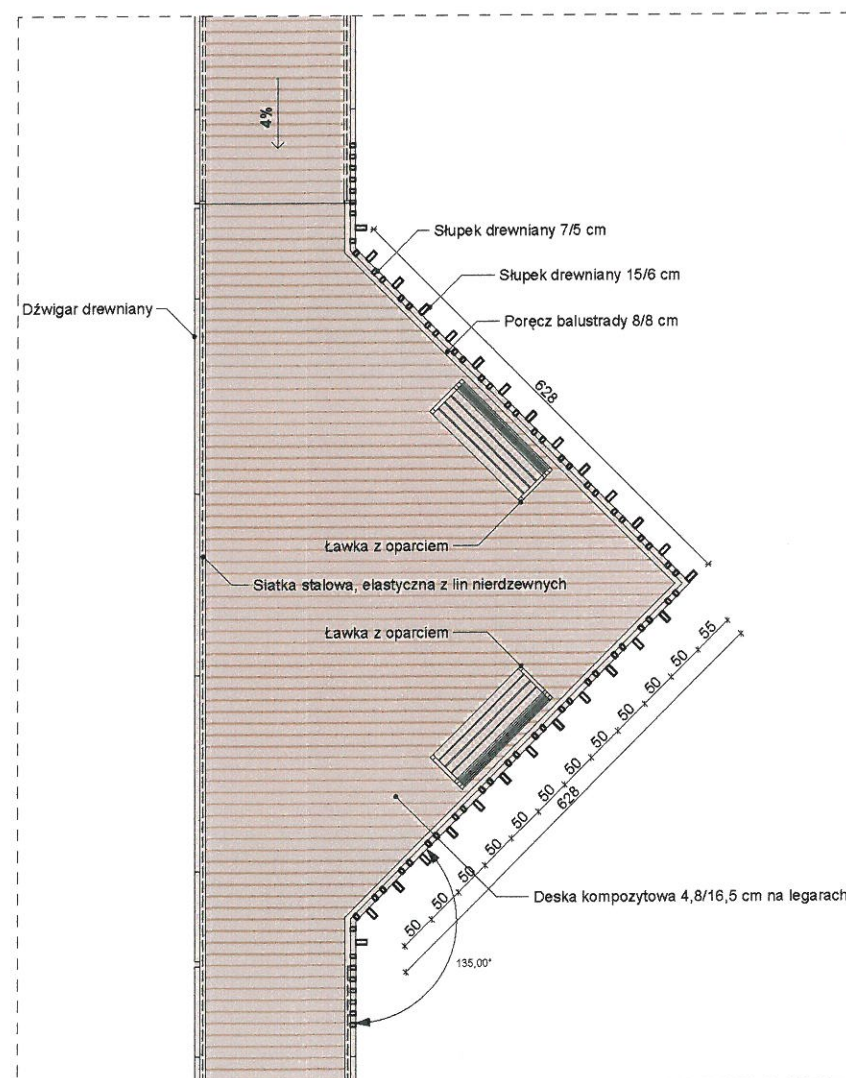 4%
Słupek drewniany 7/5 cm
Słupek drewniany 15/6 cm
Dźwigar drewniany
Poręcz balustrady 8/8 cm
628
Ławka z oparciem
Siatka stalowa, elastyczna z lin nierdzewnych
Ławka z oparciem
50 50 50 50 50 50 50 50 50 50 50 55
628
Deska kompozytowa 4,8/16,5 cm na legarach
135,00°